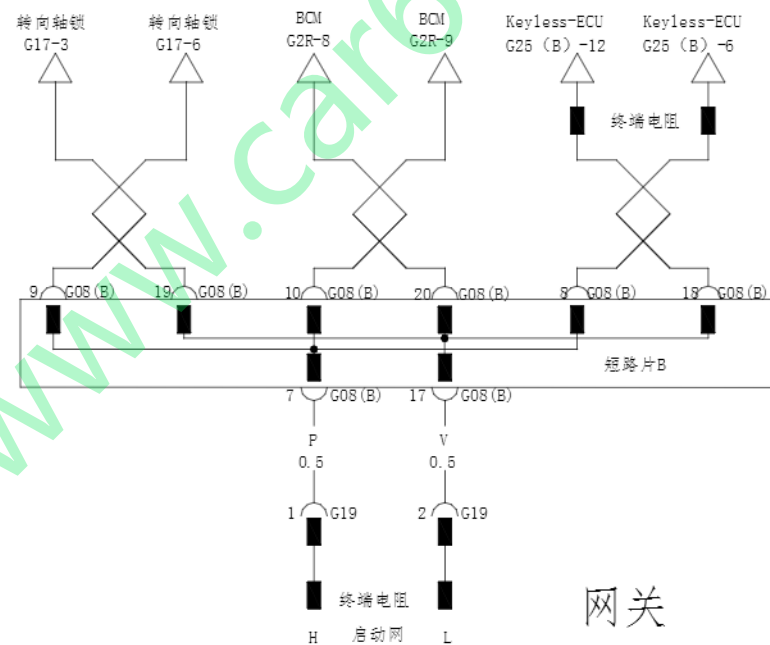 转向轴锁 转向轴锁 BCM BCM Keyless-ECU Keyless-ECU
G17-3 G17-6 G2R-8 G2R-9 G25（B）-12 G25（B）-6
终端电阻
9 G08(B) 19 G08(B) 10 G08(B) 20 G08(B) 8 G08(B) 18 G08(B)
短路片B
7 G08(B) 17 G08(B)
P V
0.5 0.5
1 G19 2 G19
终端电阻
网关
H 启动网 L
www.car6